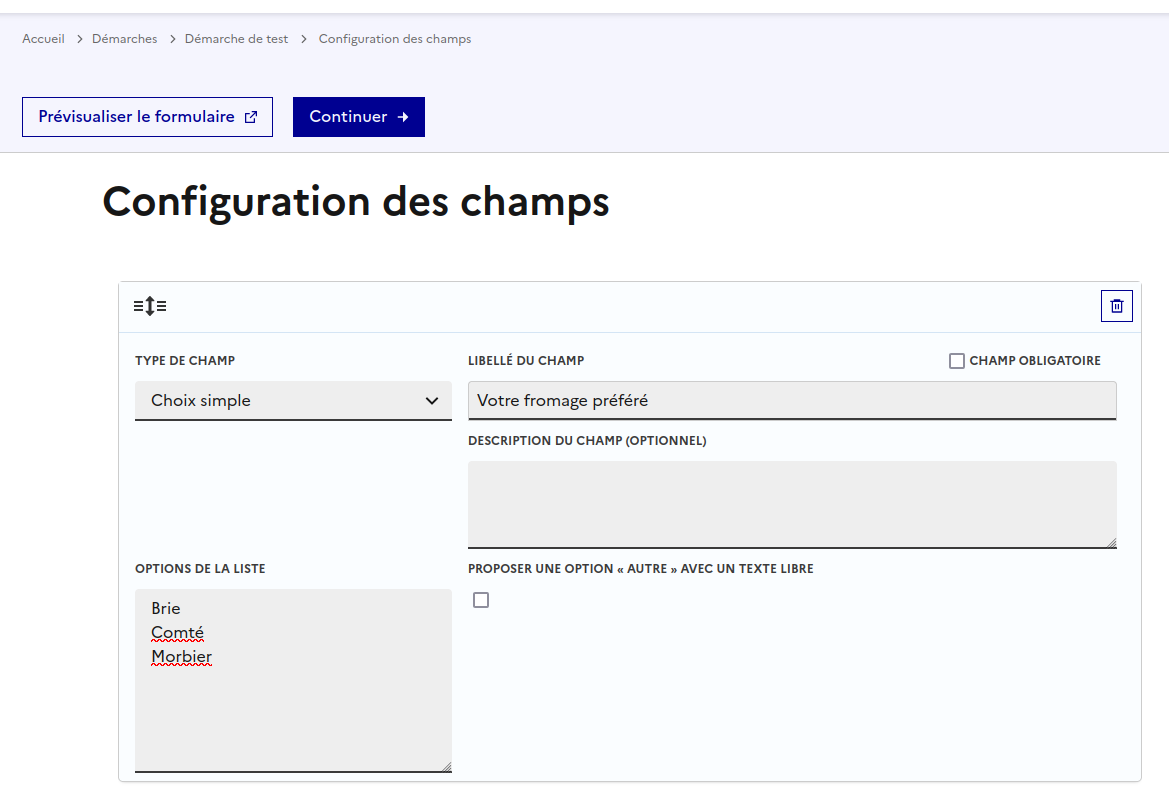 Accueil > Démarches > Démarche de test > Configuration des champs
Prévisualiser le formulaire Continuer
Configuration des champs
TYPE DE CHAMP LIBELLÉ DU CHAMP CHAMP OBLIGATOIRE
Choix simple Votre fromage préféré
DESCRIPTION DU CHAMP (OPTIONNEL)
OPTIONS DE LA LISTE PROPOSER UNE OPTION « AUTRE » AVEC UN TEXTE LIBRE
Brie
Comté
Morbier